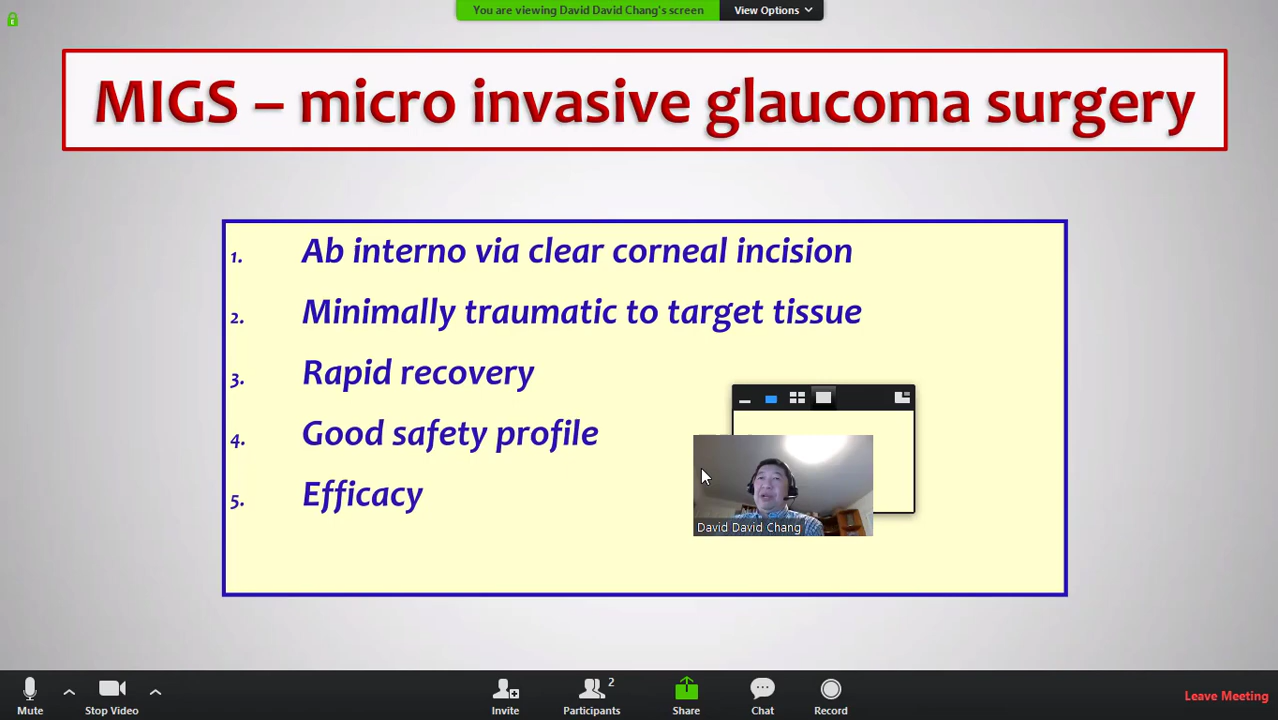 You are viewing David David Chang's screen View Options
MIGS – micro invasive glaucoma surgery
1. Ab interno via clear corneal incision
2. Minimally traumatic to target tissue
3. Rapid recovery
4. Good safety profile
5. Efficacy
David David Chang
2
Mute Stop Video Invite Participants Share Chat Record Leave Meeting